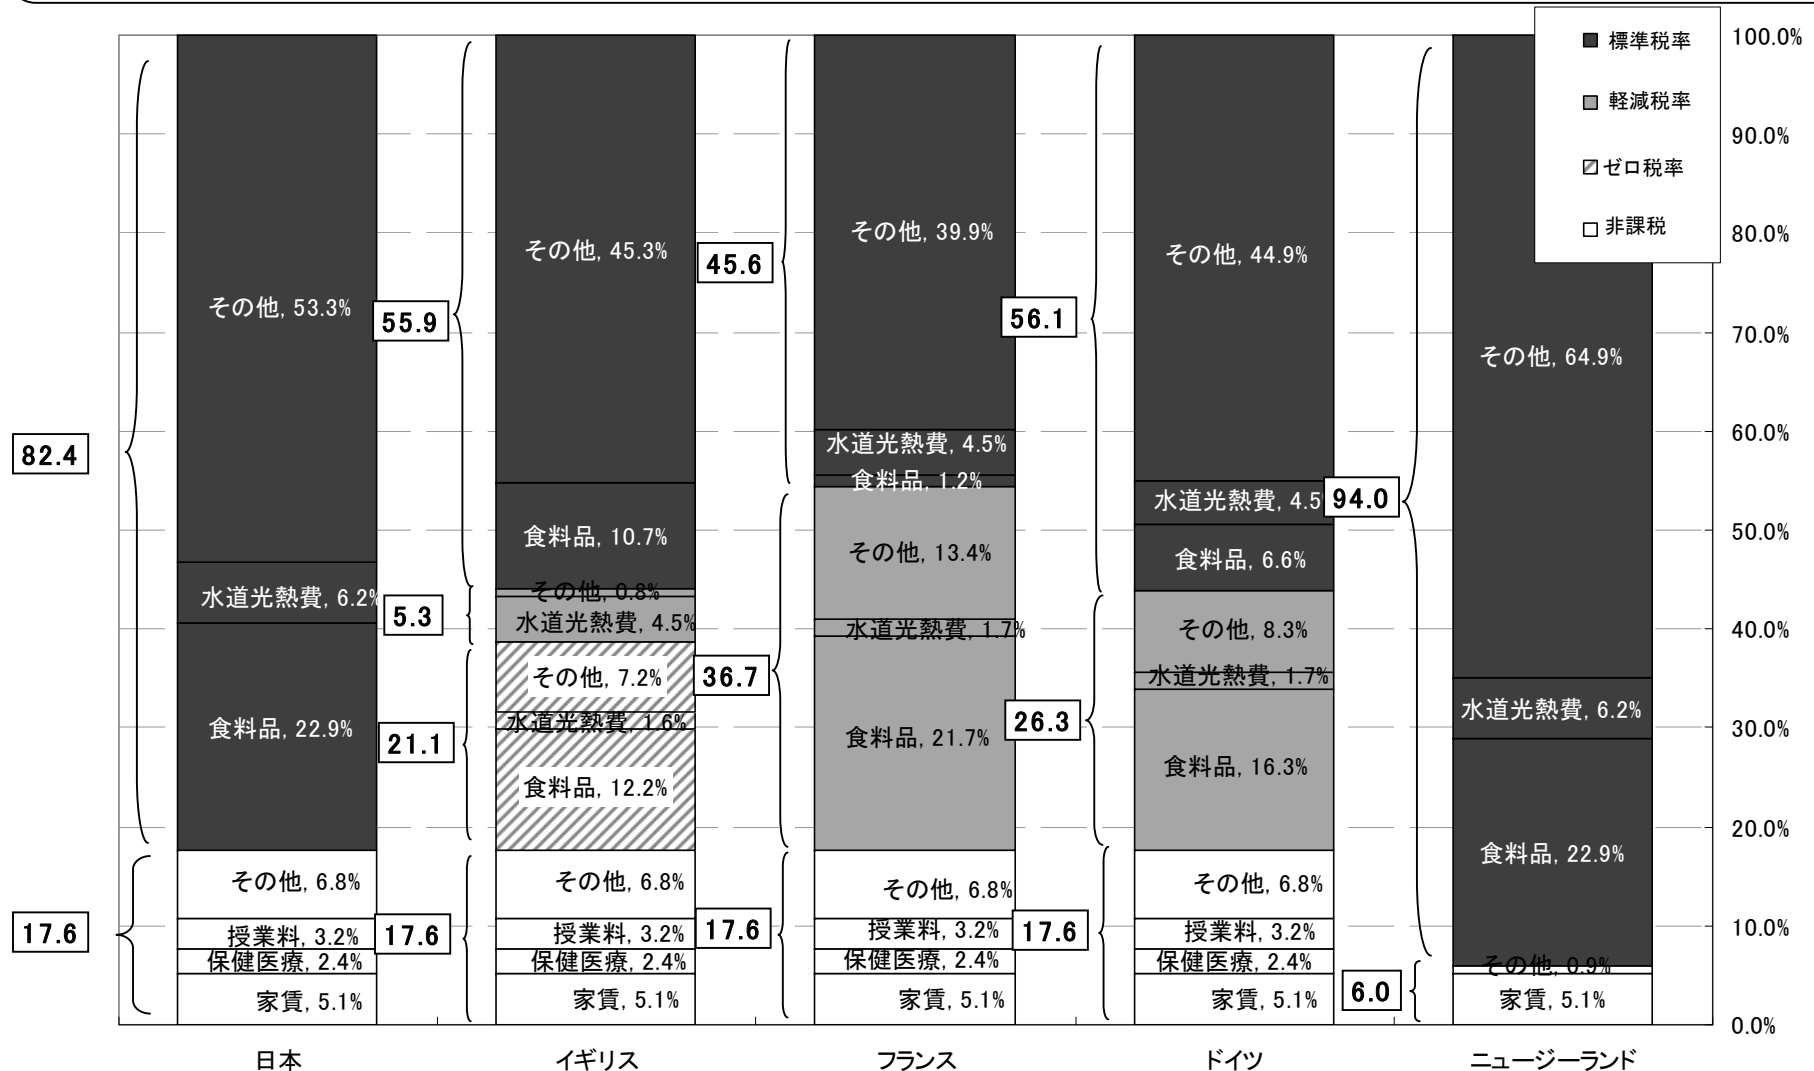 標準税率
軽減税率
ゼロ税率
非課税
100.0%
90.0%
80.0%
70.0%
60.0%
50.0%
40.0%
30.0%
20.0%
10.0%
0.0%
82.4
17.6
その他, 53.3%
水道光熱費, 6.2%
食料品, 22.9%
その他, 6.8%
授業料, 3.2%
保健医療, 2.4%
家賃, 5.1%
日本
55.9
5.3
21.1
17.6
その他, 45.3%
食料品, 10.7%
その他, 0.8%
水道光熱費, 4.5%
その他, 7.2%
水道光熱費, 1.6%
食料品, 12.2%
その他, 6.8%
授業料, 3.2%
保健医療, 2.4%
家賃, 5.1%
イギリス
45.6
36.7
17.6
その他, 39.9%
水道光熱費, 4.5%
食料品, 1.2%
その他, 13.4%
水道光熱費, 1.7%
食料品, 21.7%
その他, 6.8%
授業料, 3.2%
保健医療, 2.4%
家賃, 5.1%
フランス
56.1
26.3
17.6
その他, 44.9%
水道光熱費, 4.5
食料品, 6.6%
その他, 8.3%
水道光熱費, 1.7%
食料品, 16.3%
その他, 6.8%
授業料, 3.2%
保健医療, 2.4%
家賃, 5.1%
ドイツ
94.0
6.0
その他, 64.9%
水道光熱費, 6.2%
食料品, 22.9%
その他, 0.9%
家賃, 5.1%
ニュージーランド